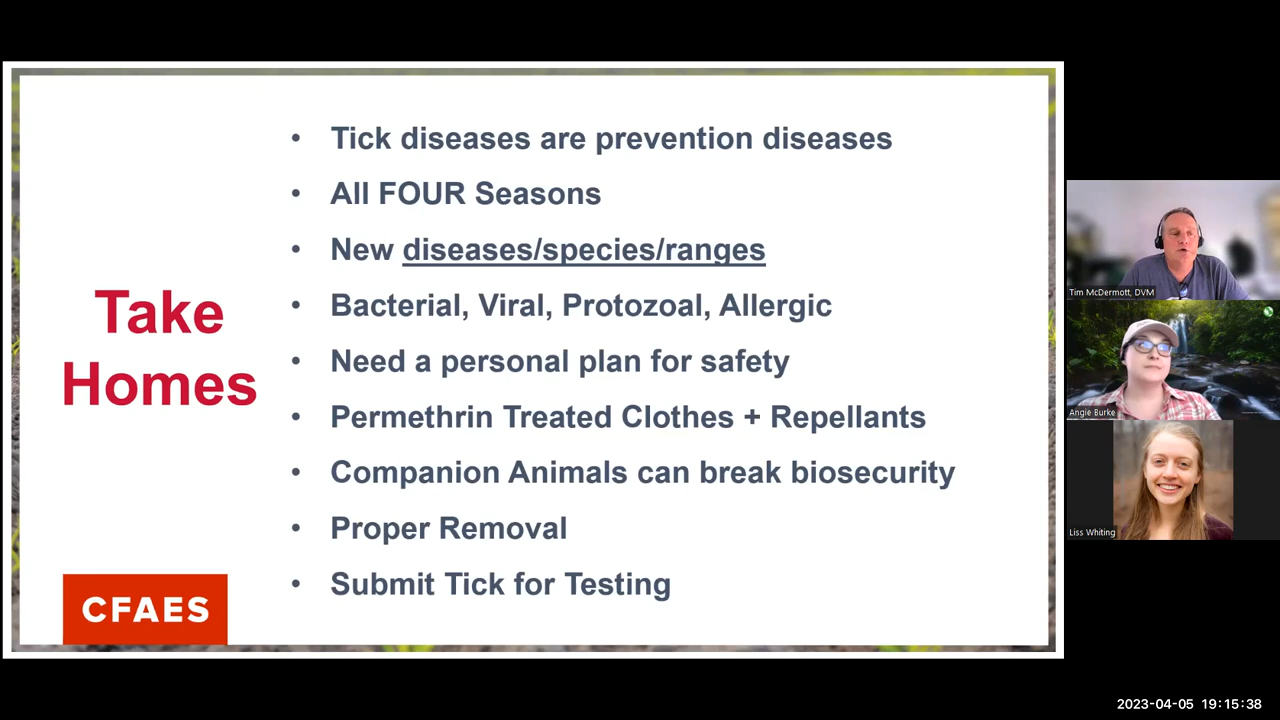 Take
Homes
• Tick diseases are prevention diseases
• All FOUR Seasons
• New diseases/species/ranges
• Bacterial, Viral, Protozoal, Allergic
• Need a personal plan for safety
• Permethrin Treated Clothes + Repellants
• Companion Animals can break biosecurity
• Proper Removal
• Submit Tick for Testing
CFAES
Tim McDermott, DVM
Angie Burke
Liss Whiting
2023-04-05 19:15:38